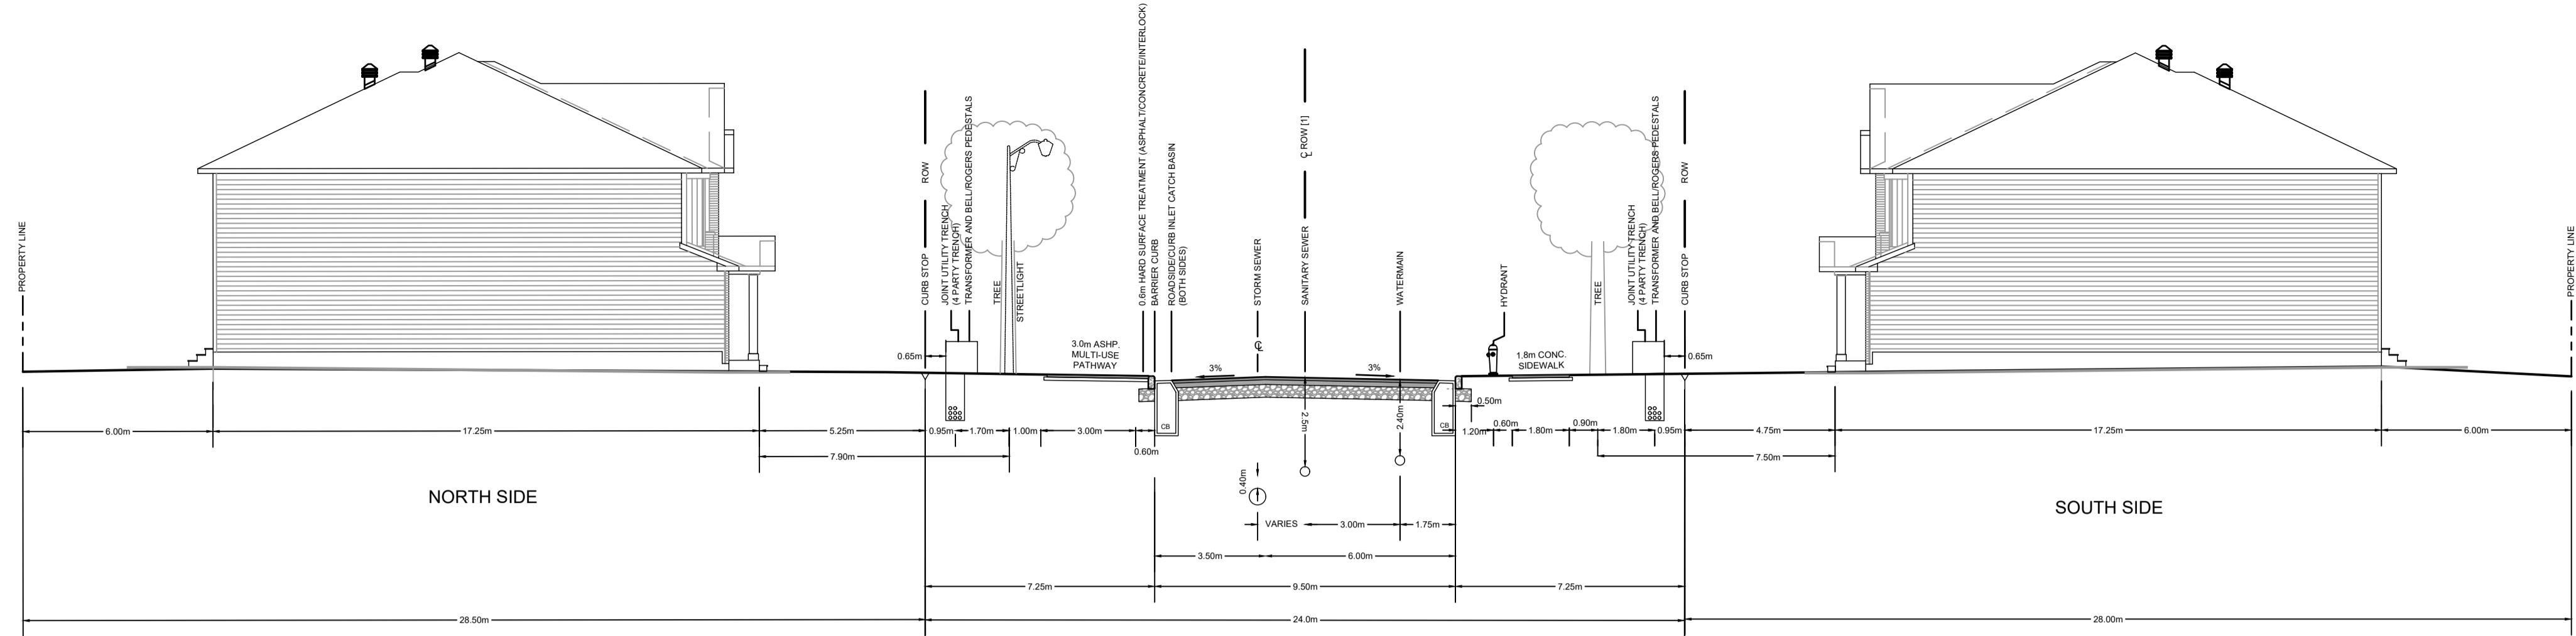 PROPERTY LINE
CURB STOP
ROW
JOINT UTILITY TRENCH
(4 PARTY TRENCH)
TRANSFORMER AND BELL/ROGERS PEDESTALS
TREE
STREETLIGHT
0.6m HARD SURFACE TREATMENT (ASPHALT/CONCRETE/INTERLOCK)
BARRIER CURB
ROADSIDE/CURB INLET CATCH BASIN
(BOTH SIDES)
STORM SEWER
SANITARY SEWER
℄ ROW [1]
WATERMAIN
HYDRANT
TREE
JOINT UTILITY TRENCH
(4 PARTY TRENCH)
TRANSFORMER AND BELL/ROGERS PEDESTALS
CURB STOP
ROW
PROPERTY LINE
0.65m
3.0m ASHP.
MULTI-USE
PATHWAY
3%
℄
3%
1.8m CONC.
SIDEWALK
0.65m
CB
2.5m
2.40m
CB
0.50m
6.00m
17.25m
5.25m
0.95m
1.70m
1.00m
3.00m
0.60m
1.20m
0.60m
1.80m
0.90m
1.80m
0.95m
4.75m
17.25m
6.00m
7.90m
7.50m
0.40m
NORTH SIDE
SOUTH SIDE
VARIES
3.00m
1.75m
3.50m
6.00m
7.25m
9.50m
7.25m
28.50m
24.0m
28.00m